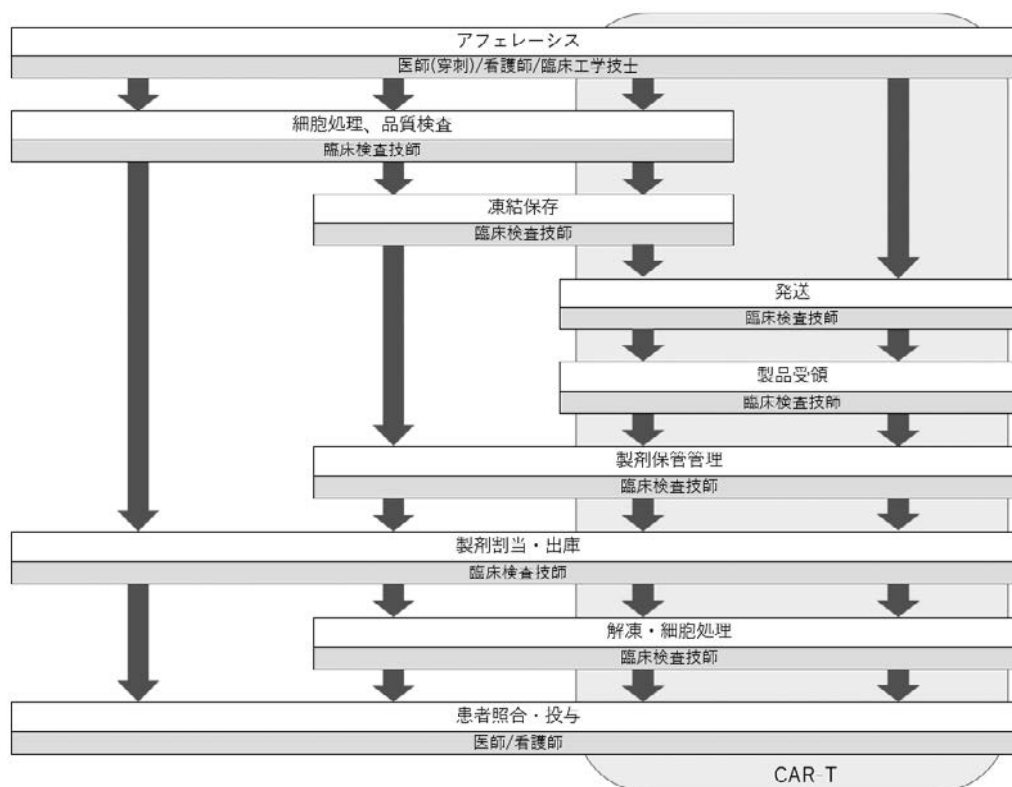 アフェレーシス
医師(穿刺)/看護師/臨床工学技士
細胞処理、品質検査
臨床検査技師
凍結保存
臨床検査技師
発送
臨床検査技師
製品受領
臨床検査技師
製剤保管管理
臨床検査技師
製剤割当・出庫
臨床検査技師
解凍・細胞処理
臨床検査技師
患者照合・投与
医師/看護師
CAR-T